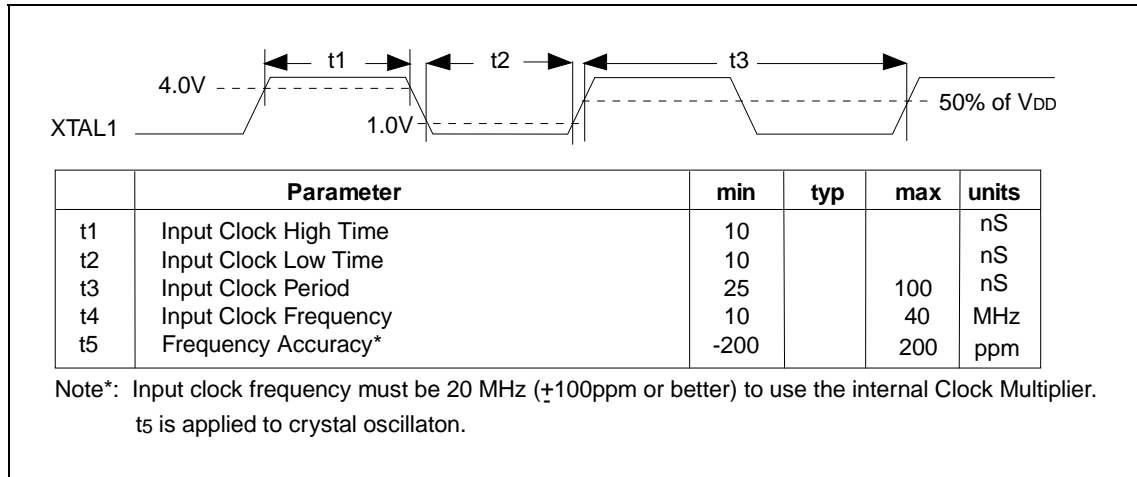 t1 t2 t3
4.0V
50% of VDD
XTAL1
1.0V
Parameter min typ max units
t1 Input Clock High Time 10 nS
t2 Input Clock Low Time 10 nS
t3 Input Clock Period 25 100 nS
t4 Input Clock Frequency 10 40 MHz
t5 Frequency Accuracy* -200 200 ppm
Note*: Input clock frequency must be 20 MHz (±100ppm or better) to use the internal Clock Multiplier.
t5 is applied to crystal oscillaton.